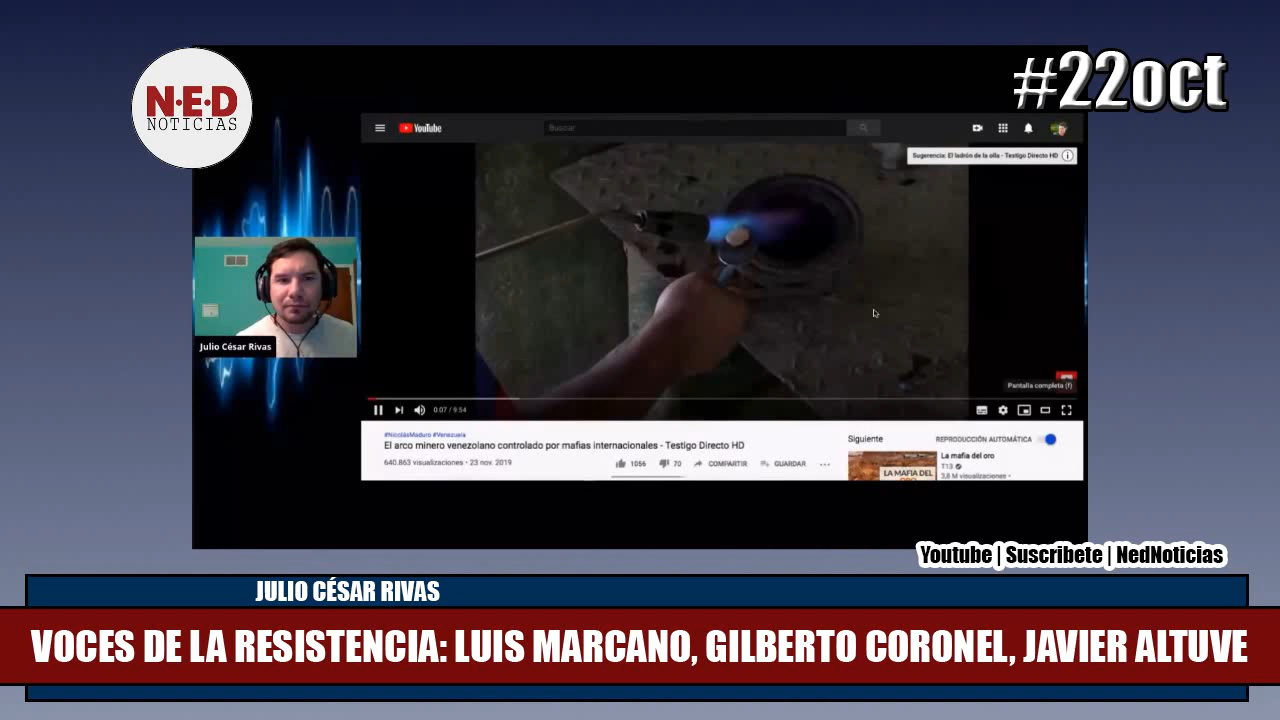 N·E·D
NOTICIAS
#22oct
YouTube
Buscar
Sugerencia: El ladrón de la olla - Testigo Directo HD
Julio César Rivas
Pantalla completa (f)
0:07 / 9:54
#NicolásMaduro #Venezuela
El arco minero venezolano controlado por mafias internacionales - Testigo Directo HD
640.863 visualizaciones • 23 nov. 2019
1056
70
COMPARTIR
GUARDAR
Siguiente
REPRODUCCIÓN AUTOMÁTICA
LA MAFIA DEL
ORO
La mafia del oro
T13
3,8 M visualizaciones •
Youtube | Suscribete | NedNoticias
JULIO CÉSAR RIVAS
VOCES DE LA RESISTENCIA: LUIS MARCANO, GILBERTO CORONEL, JAVIER ALTUVE